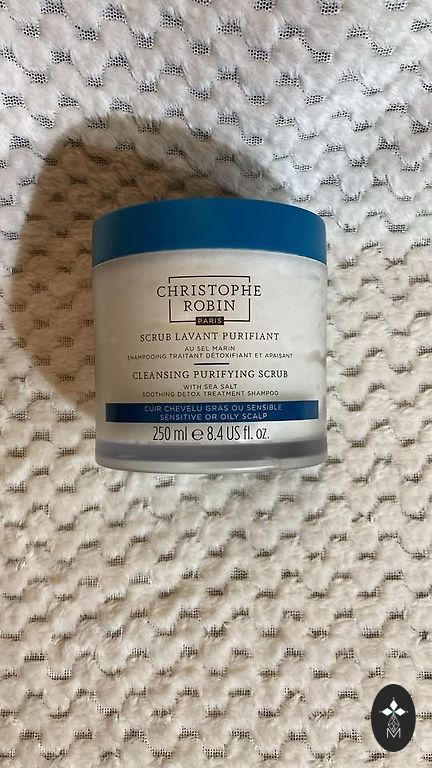 CHRISTOPHE
ROBIN
PARIS
SCRUB LAVANT PURIFIANT
AU SEL MARIN
SHAMPOOING TRAITANT DÉTOXIFIANT ET APAISANT
CLEANSING PURIFYING SCRUB
WITH SEA SALT
SOOTHING DETOX TREATMENT SHAMPOO
CUIR CHEVELU GRAS OU SENSIBLE
SENSITIVE OR OILY SCALP
250 ml ℮ 8.4 US fl. oz.
M